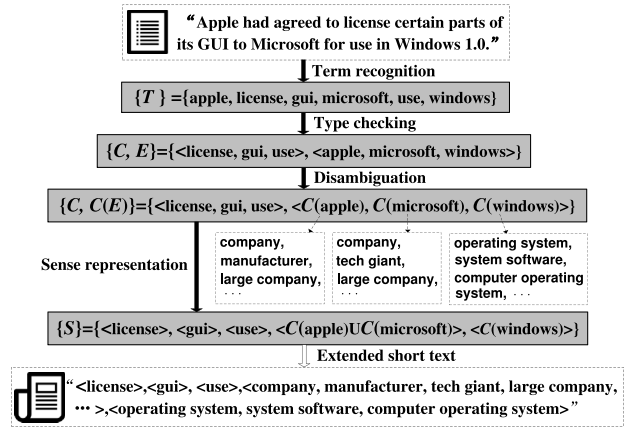 “Apple had agreed to license certain parts of
its GUI to Microsoft for use in Windows 1.0.”
Term recognition
{T } ={apple, license, gui, microsoft, use, windows}
Type checking
{C, E}={<license, gui, use>, <apple, microsoft, windows>}
Disambiguation
{C, C(E)}={<license, gui, use>, <C(apple), C(microsoft), C(windows)>}
company,
manufacturer,
large company,
···
company,
tech giant,
large company,
···
operating system,
system software,
computer operating
system, ···
Sense representation
{S}={<license>, <gui>, <use>, <C(apple)UC(microsoft)>, <C(windows)>}
Extended short text
“<license>,<gui>, <use>,<company, manufacturer, tech giant, large company,
··· >,<operating system, system software, computer operating system>”